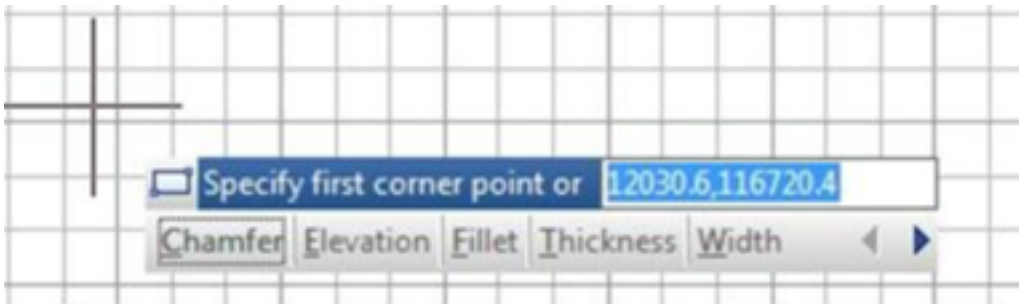 Specify first corner point or 12030.6,116720.4
Chamfer Elevation Fillet Thickness Width